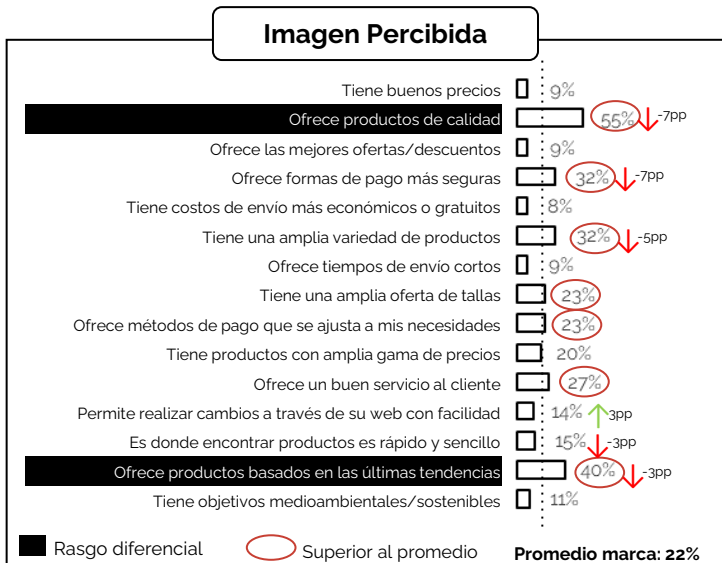 Imagen Percibida
Tiene buenos precios 9%
Ofrece productos de calidad 55% -7pp
Ofrece las mejores ofertas/descuentos 9%
Ofrece formas de pago más seguras 32% -7pp
Tiene costos de envío más económicos o gratuitos 8%
Tiene una amplia variedad de productos 32% -5pp
Ofrece tiempos de envío cortos 9%
Tiene una amplia oferta de tallas 23%
Ofrece métodos de pago que se ajusta a mis necesidades 23%
Tiene productos con amplia gama de precios 20%
Ofrece un buen servicio al cliente 27%
Permite realizar cambios a través de su web con facilidad 14% 3pp
Es donde encontrar productos es rápido y sencillo 15% -3pp
Ofrece productos basados en las últimas tendencias 40% -3pp
Tiene objetivos medioambientales/sostenibles 11%
Rasgo diferencial Superior al promedio Promedio marca: 22%